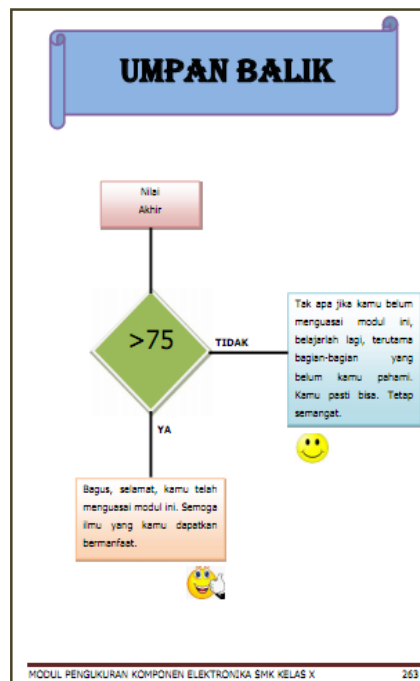 UMPAN BALIK
Nilai
Akhir
>75
TIDAK
Tak apa jika kamu belum
menguasai modul ini,
belajarlah lagi, terutama
bagian-bagian yang
belum kamu pahami.
Kamu pasti bisa. Tetap
semangat.
YA
Bagus, selamat, kamu telah
menguasai modul ini. Semoga
ilmu yang kamu dapatkan
bermanfaat.
MODUL PENGUKURAN KOMPONEN ELEKTRONIKA SMK KELAS X 263